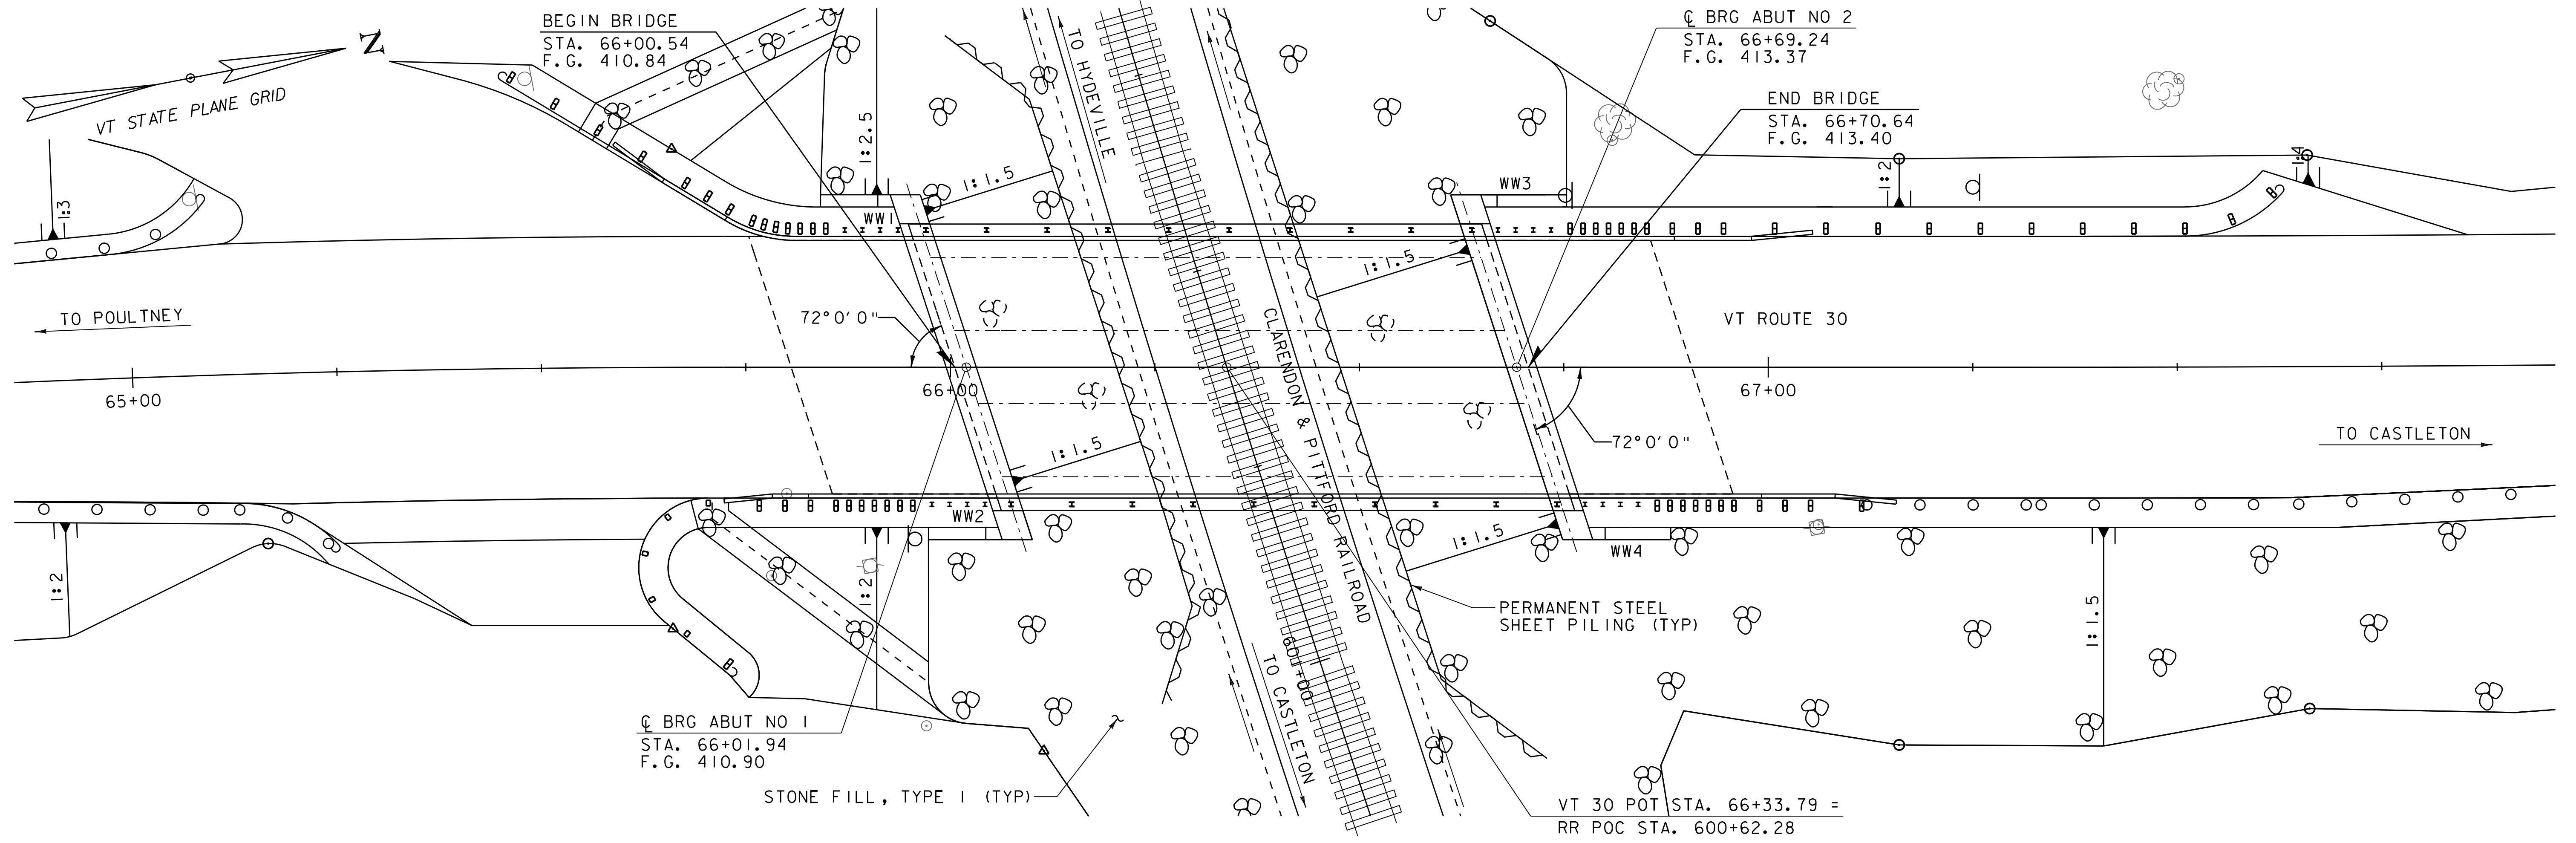 BEGIN BRIDGE
STA. 66+00.54
F.G. 410.84
N
VT STATE PLANE GRID
TO HYDEVILLE
℄ BRG ABUT NO 2
STA. 66+69.24
F.G. 413.37
END BRIDGE
STA. 66+70.64
F.G. 413.40
1:3
1:2.5
1:1.5
WW1
WW3
1:2
1:4
1:1.5
TO POULTNEY
72°0'0"
CLARENDON & PITTFORD RAILROAD
VT ROUTE 30
65+00
66+00
67+00
72°0'0"
TO CASTLETON
1:1.5
WW2
1:1.5
WW4
1:2
1:2
PERMANENT STEEL
SHEET PILING (TYP)
1:1.5
601+00
TO CASTLETON
℄ BRG ABUT NO 1
STA. 66+01.94
F.G. 410.90
STONE FILL, TYPE I (TYP)
VT 30 POT STA. 66+33.79 =
RR POC STA. 600+62.28